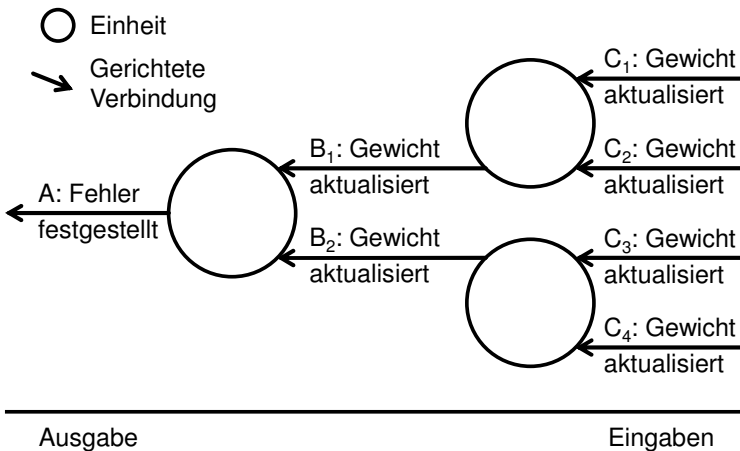 Einheit
Gerichtete
Verbindung
A: Fehler
festgestellt
B₁: Gewicht
aktualisiert
B₂: Gewicht
aktualisiert
C₁: Gewicht
aktualisiert
C₂: Gewicht
aktualisiert
C₃: Gewicht
aktualisiert
C₄: Gewicht
aktualisiert
Ausgabe
Eingaben